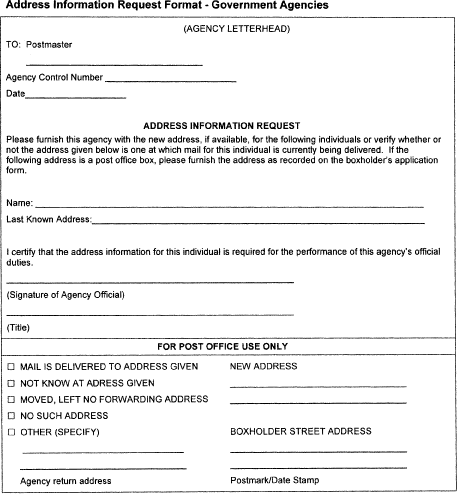 Address Information Request Format - Government Agencies
(AGENCY LETTERHEAD)
TO: Postmaster
Agency Control Number
Date
ADDRESS INFORMATION REQUEST
Please furnish this agency with the new address, if available, for the following individuals or verify whether or
not the address given below is one at which mail for this individual is currently being delivered. If the
following address is a post office box, please furnish the address as recorded on the boxholder's application
form.
Name:
Last Known Address:
I certify that the address information for this individual is required for the performance of this agency's official
duties.
(Signature of Agency Official)
(Title)
FOR POST OFFICE USE ONLY
☐ MAIL IS DELIVERED TO ADDRESS GIVEN NEW ADDRESS
☐ NOT KNOW AT ADRESS GIVEN
☐ MOVED, LEFT NO FORWARDING ADDRESS
☐ NO SUCH ADDRESS
☐ OTHER (SPECIFY) BOXHOLDER STREET ADDRESS
Agency return address Postmark/Date Stamp